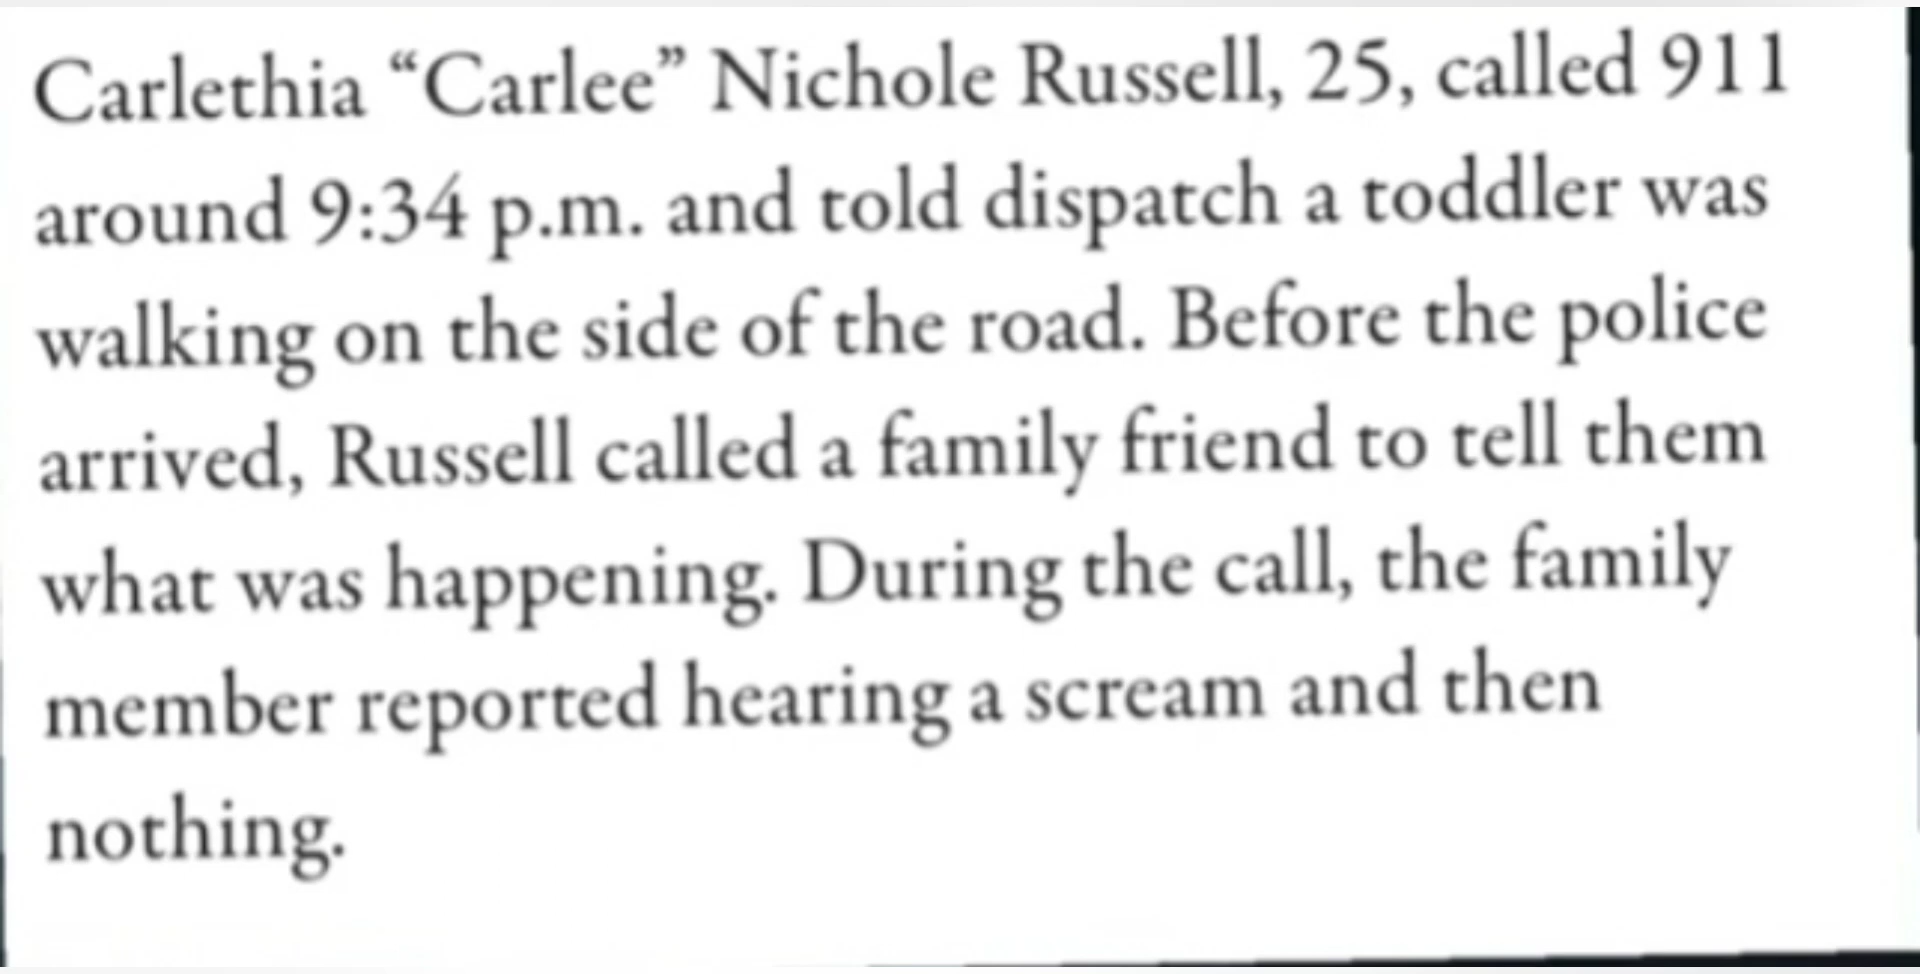 Carlethia “Carlee” Nichole Russell, 25, called 911
around 9:34 p.m. and told dispatch a toddler was
walking on the side of the road. Before the police
arrived, Russell called a family friend to tell them
what was happening. During the call, the family
member reported hearing a scream and then
nothing.